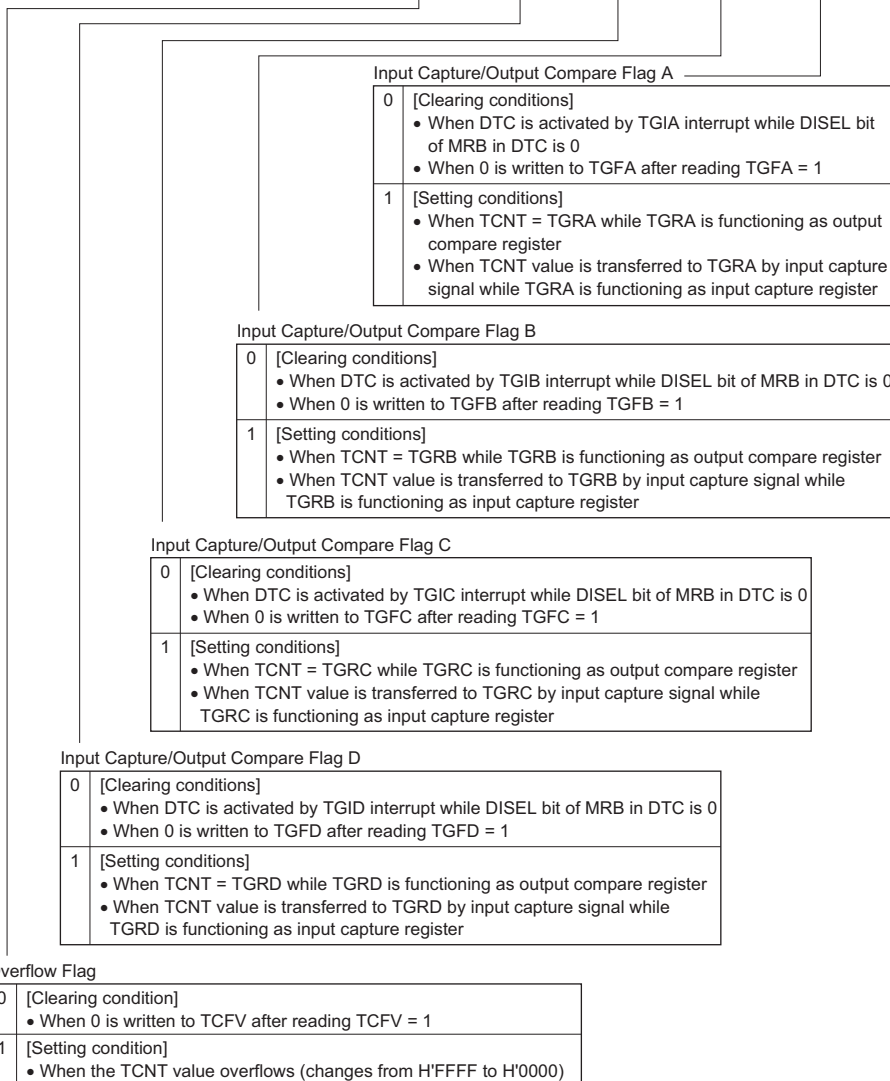 Input Capture/Output Compare Flag A
0 [Clearing conditions]
• When DTC is activated by TGIA interrupt while DISEL bit
of MRB in DTC is 0
• When 0 is written to TGFA after reading TGFA = 1
1 [Setting conditions]
• When TCNT = TGRA while TGRA is functioning as output
compare register
• When TCNT value is transferred to TGRA by input capture
signal while TGRA is functioning as input capture register
Input Capture/Output Compare Flag B
0 [Clearing conditions]
• When DTC is activated by TGIB interrupt while DISEL bit of MRB in DTC is 0
• When 0 is written to TGFB after reading TGFB = 1
1 [Setting conditions]
• When TCNT = TGRB while TGRB is functioning as output compare register
• When TCNT value is transferred to TGRB by input capture signal while
TGRB is functioning as input capture register
Input Capture/Output Compare Flag C
0 [Clearing conditions]
• When DTC is activated by TGIC interrupt while DISEL bit of MRB in DTC is 0
• When 0 is written to TGFC after reading TGFC = 1
1 [Setting conditions]
• When TCNT = TGRC while TGRC is functioning as output compare register
• When TCNT value is transferred to TGRC by input capture signal while
TGRC is functioning as input capture register
Input Capture/Output Compare Flag D
0 [Clearing conditions]
• When DTC is activated by TGID interrupt while DISEL bit of MRB in DTC is 0
• When 0 is written to TGFD after reading TGFD = 1
1 [Setting conditions]
• When TCNT = TGRD while TGRD is functioning as output compare register
• When TCNT value is transferred to TGRD by input capture signal while
TGRD is functioning as input capture register
verflow Flag
0 [Clearing condition]
• When 0 is written to TCFV after reading TCFV = 1
1 [Setting condition]
• When the TCNT value overflows (changes from H'FFFF to H'0000)